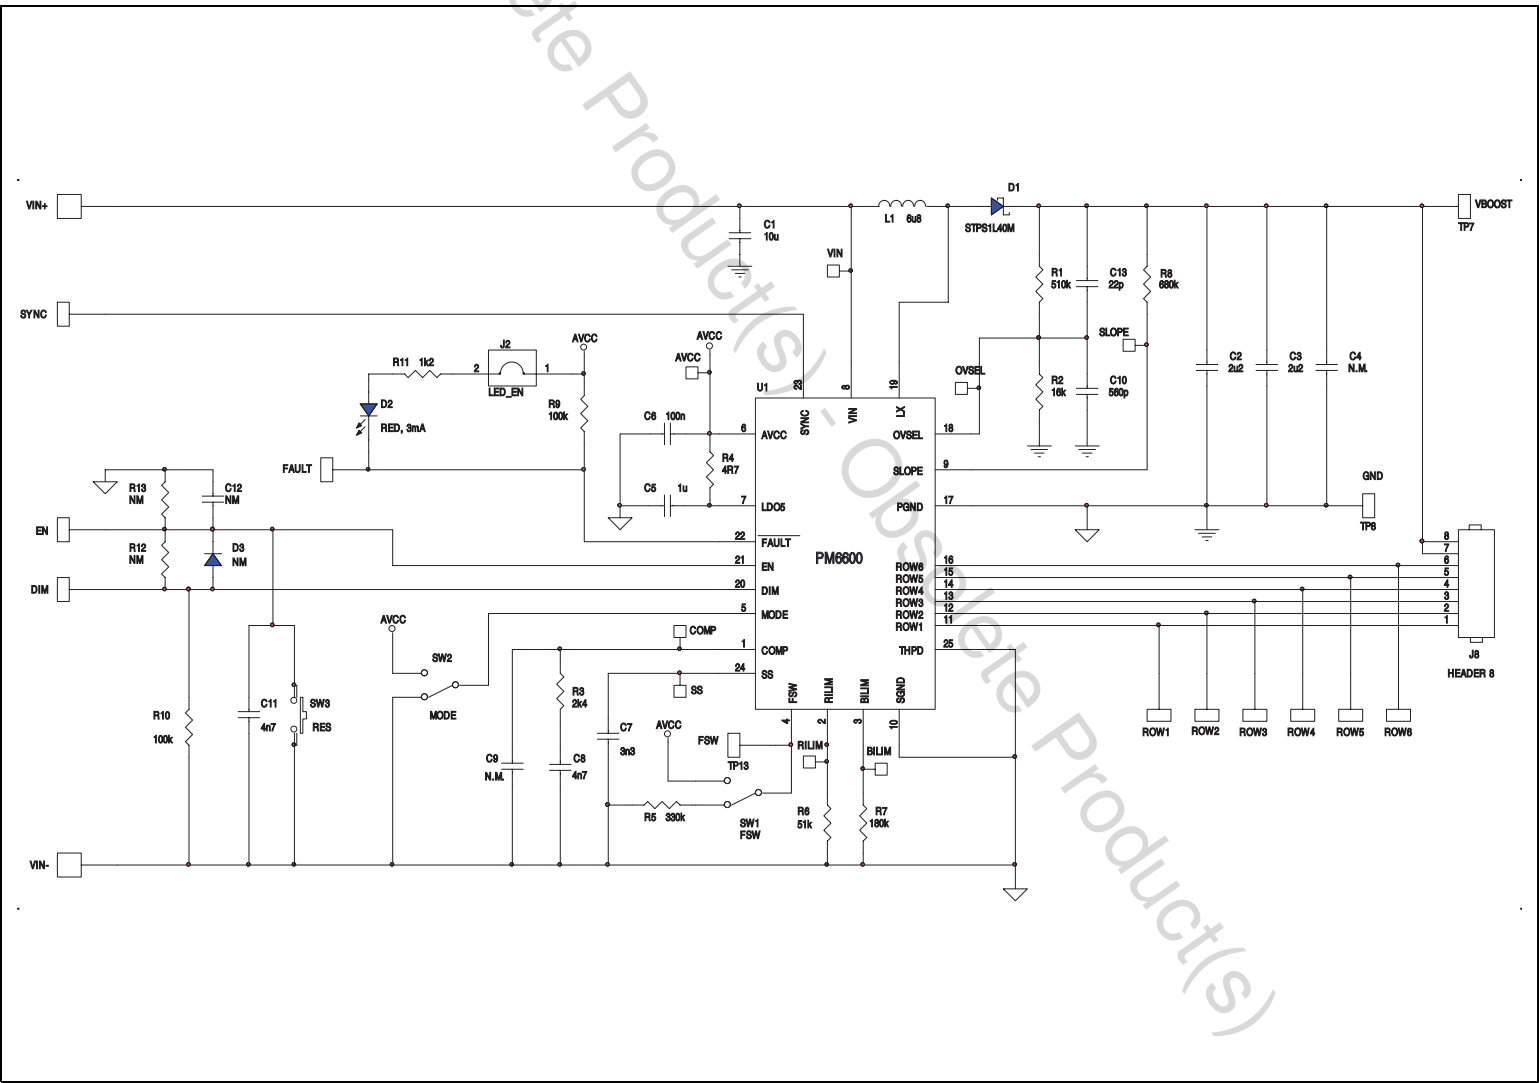 Obsolete Product(s) - Obsolete Product(s)
D1
VIN+
VBOOST
C1
10u
L1 6u8
STPS1L40M
TP7
VIN
R1
510k
C13
22p
R8
680k
SYNC
AVCC
AVCC
SLOPE
J2
R11 1k2
2
1
LED_EN
AVCC
C2
2u2
C3
2u2
C4
N.M.
OVSEL
R2
16k
C10
560p
U1
23
8
19
D2
RED, 3mA
R9
100k
C6 100n
6
AVCC
SYNC
VIN
LX
OVSEL
18
R4
4R7
FAULT
SLOPE
9
GND
R13
NM
C12
NM
C5 1u
7
LDO5
PGND
17
TP8
EN
22
FAULT
R12
NM
D3
NM
PM6600
8
7
21
EN
ROW6
16
6
ROW5
15
5
DIM
20
DIM
ROW4
14
4
ROW3
13
3
5
MODE
ROW2
12
2
AVCC
ROW1
11
1
COMP
1
COMP
THPD
25
J8
HEADER 8
SW2
24
SS
SS
FSW
RILIM
BILIM
SGND
MODE
R3
2k4
C11
4n7
SW3
RES
R10
100k
4
2
3
10
AVCC
C7
3n3
FSW
TP13
RILIM
BILIM
ROW1
ROW2
ROW3
ROW4
ROW5
ROW6
C9
N.M.
C8
4n7
R5 330k
SW1
FSW
R6
51k
R7
180k
VIN-